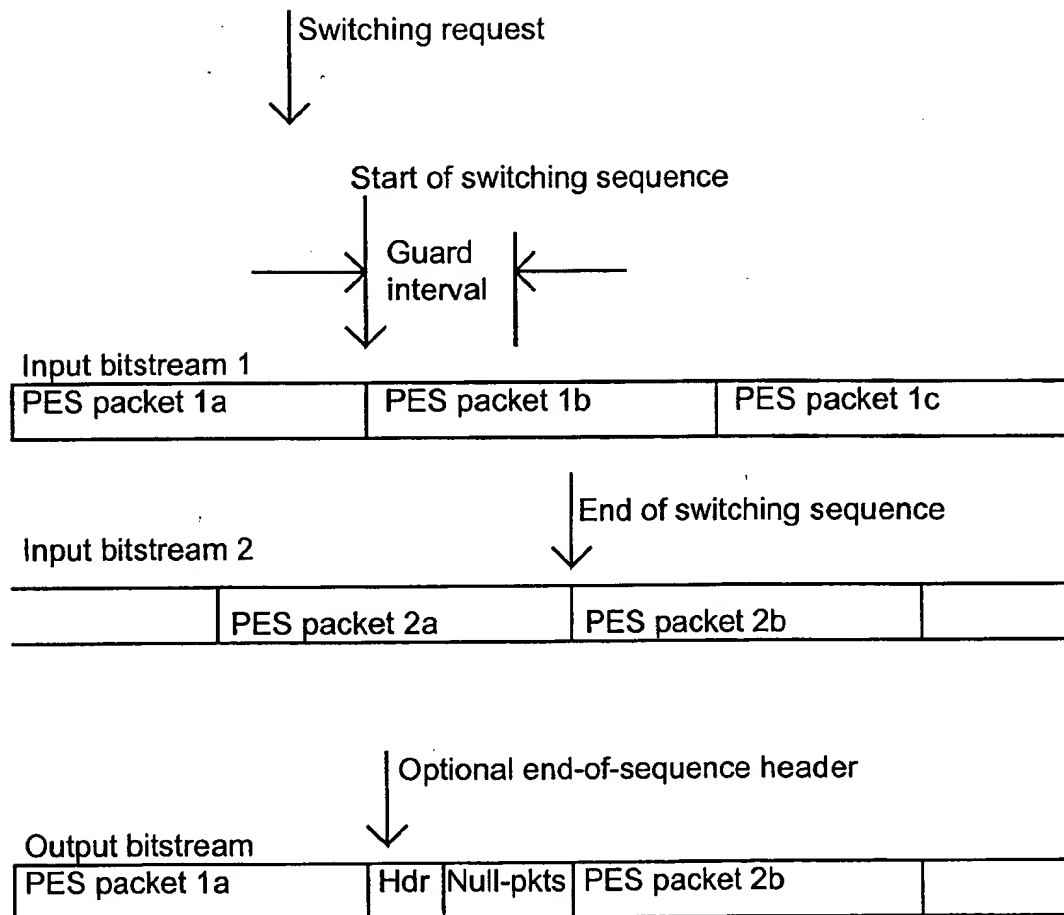 Switching request
Start of switching sequence
Guard
interval
Input bitstream 1
PES packet 1a
PES packet 1b
PES packet 1c
End of switching sequence
Input bitstream 2
PES packet 2a
PES packet 2b
Optional end-of-sequence header
Output bitstream
PES packet 1a
Hdr
Null-pkts
PES packet 2b